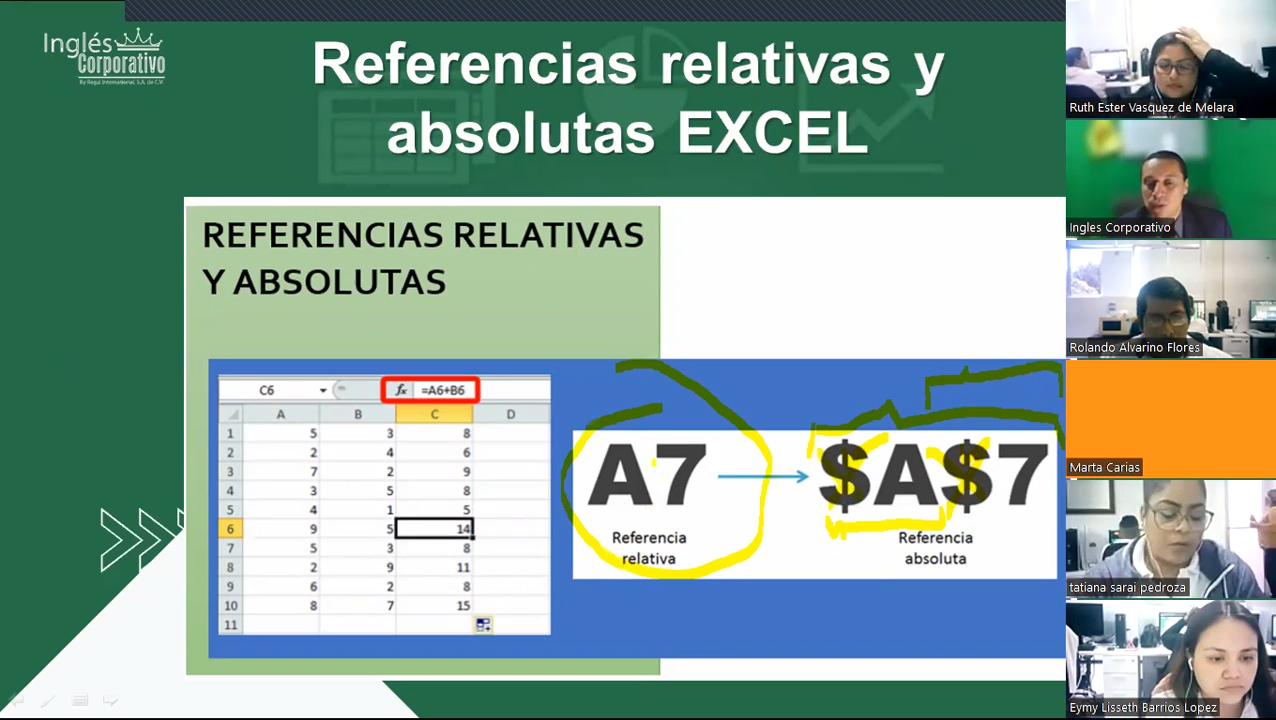 Inglés
Corporativo
By Regui International, S.A. de C.V.
Referencias relativas y
absolutas EXCEL
REFERENCIAS RELATIVAS
Y ABSOLUTAS
C6 fx =A6+B6
A B C D
1 5 3 8
2 2 4 6
3 7 2 9
4 3 5 8
5 4 1 5
6 9 5 14
7 5 3 8
8 2 9 11
9 6 2 8
10 8 7 15
11
A7 $A$7
Referencia
relativa
Referencia
absoluta
Ruth Ester Vasquez de Melara
Ingles Corporativo
Rolando Alvarino Flores
Marta Carias
tatiana sarai pedroza
Eymy Lisseth Barrios Lopez